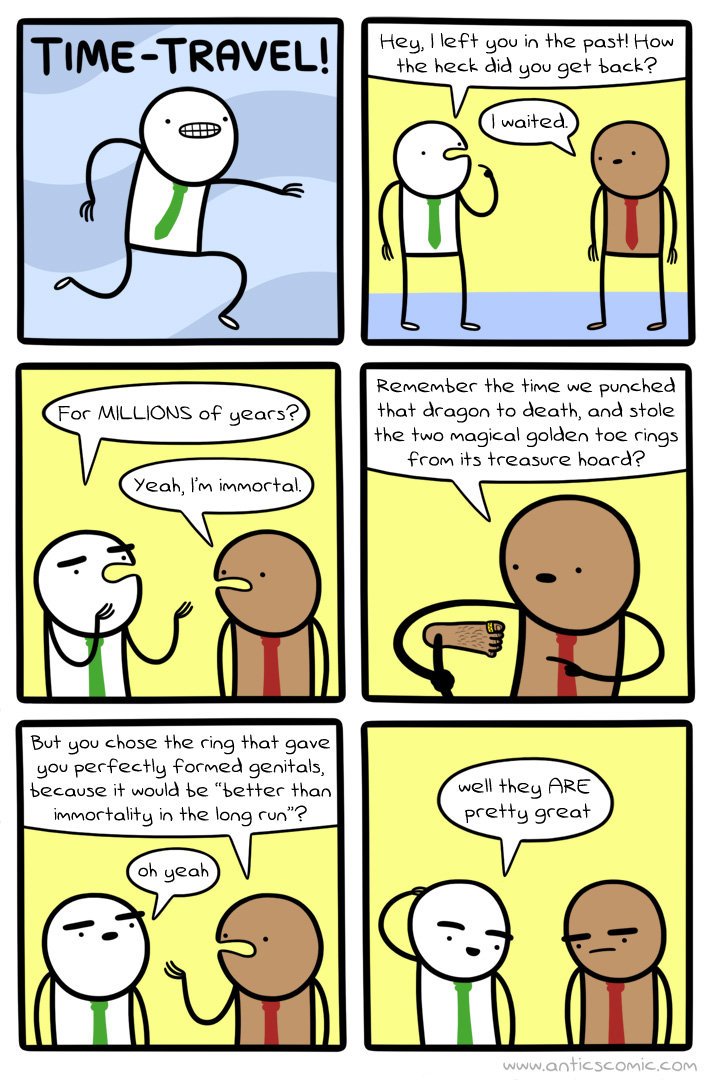 TIME-TRAVEL!
Hey, I left you in the past! How
the heck did you get back?
I waited.
For MILLIONS of years?
Yeah, I'm immortal.
Remember the time we punched
that dragon to death, and stole
the two magical golden toe rings
from its treasure hoard?
But you chose the ring that gave
you perfectly formed genitals,
because it would be "better than
immortality in the long run"?
oh yeah
well they ARE
pretty great
www.anticscomic.com